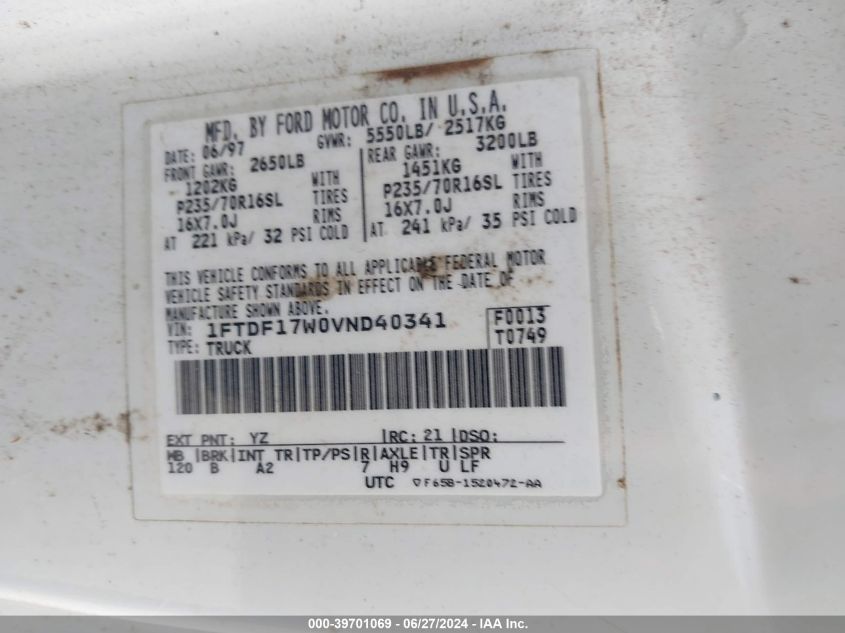 MFD. BY FORD MOTOR CO. IN U.S.A.
DATE: 06/97 GVWR: 5550LB/ 2517KG
FRONT GAWR: 2650LB REAR GAWR: 3200LB
1202KG WITH 1451KG WITH
P235/70R16SL TIRES P235/70R16SL TIRES
16X7.0J RIMS 16X7.0J RIMS
AT 221 kPa/ 32 PSI COLD AT 241 kPa/ 35 PSI COLD
THIS VEHICLE CONFORMS TO ALL APPLICABLE FEDERAL MOTOR
VEHICLE SAFETY STANDARDS IN EFFECT ON THE DATE OF
MANUFACTURE SHOWN ABOVE.
VIN: 1FTDF17W0VND40341 F0013
TYPE: TRUCK T0749
EXT PNT: YZ |RC: 21 |DSO:
WB |BRK|INT TR|TP/PS|R|AXLE|TR|SPR
120 B A2 7 H9 U LF
UTC ▽F65B-1520472-AA
000-39701069 - 06/27/2024 - IAA Inc.